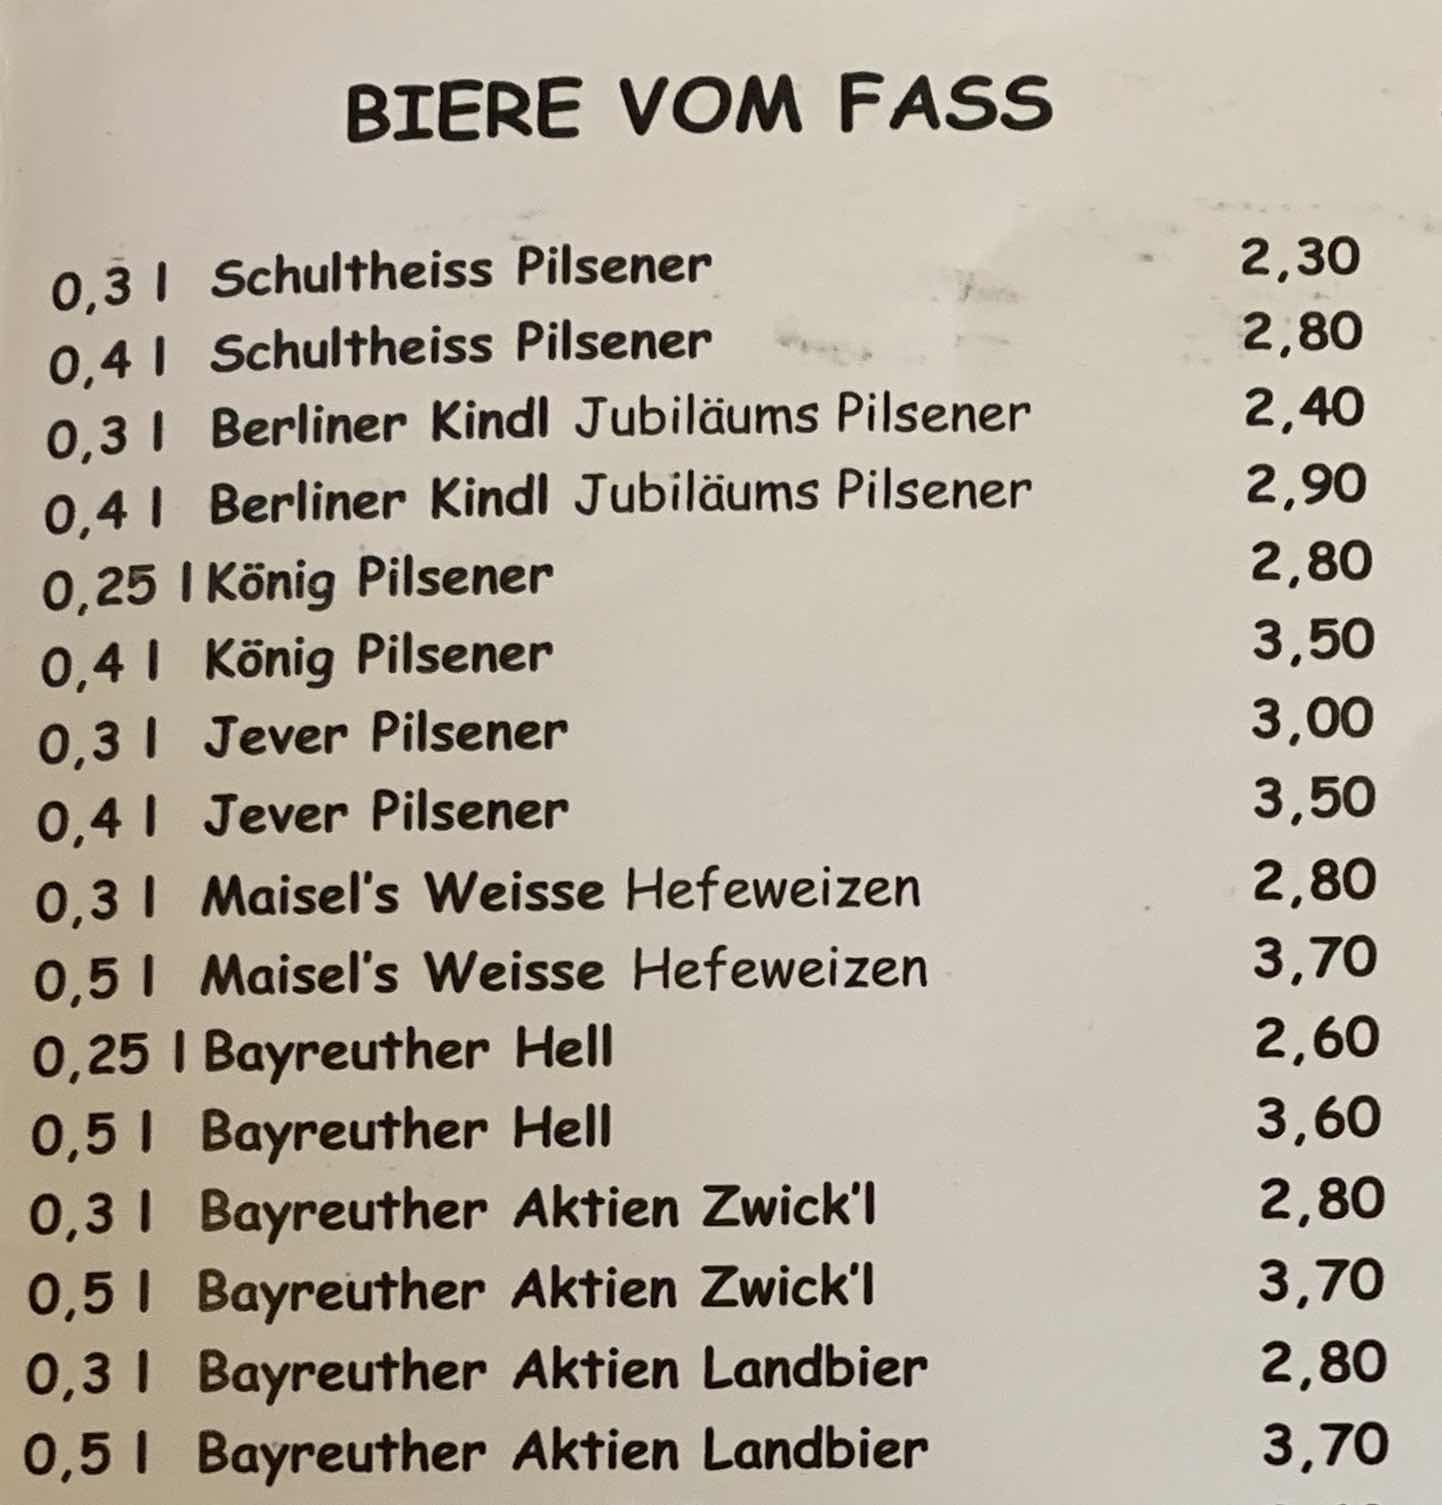 BIERE VOM FASS
0,3 l Schultheiss Pilsener 2,30
0,4 l Schultheiss Pilsener 2,80
0,3 l Berliner Kindl Jubiläums Pilsener 2,40
0,4 l Berliner Kindl Jubiläums Pilsener 2,90
0,25 l König Pilsener 2,80
0,4 l König Pilsener 3,50
0,3 l Jever Pilsener 3,00
0,4 l Jever Pilsener 3,50
0,3 l Maisel's Weisse Hefeweizen 2,80
0,5 l Maisel's Weisse Hefeweizen 3,70
0,25 l Bayreuther Hell 2,60
0,5 l Bayreuther Hell 3,60
0,3 l Bayreuther Aktien Zwick'l 2,80
0,5 l Bayreuther Aktien Zwick'l 3,70
0,3 l Bayreuther Aktien Landbier 2,80
0,5 l Bayreuther Aktien Landbier 3,70